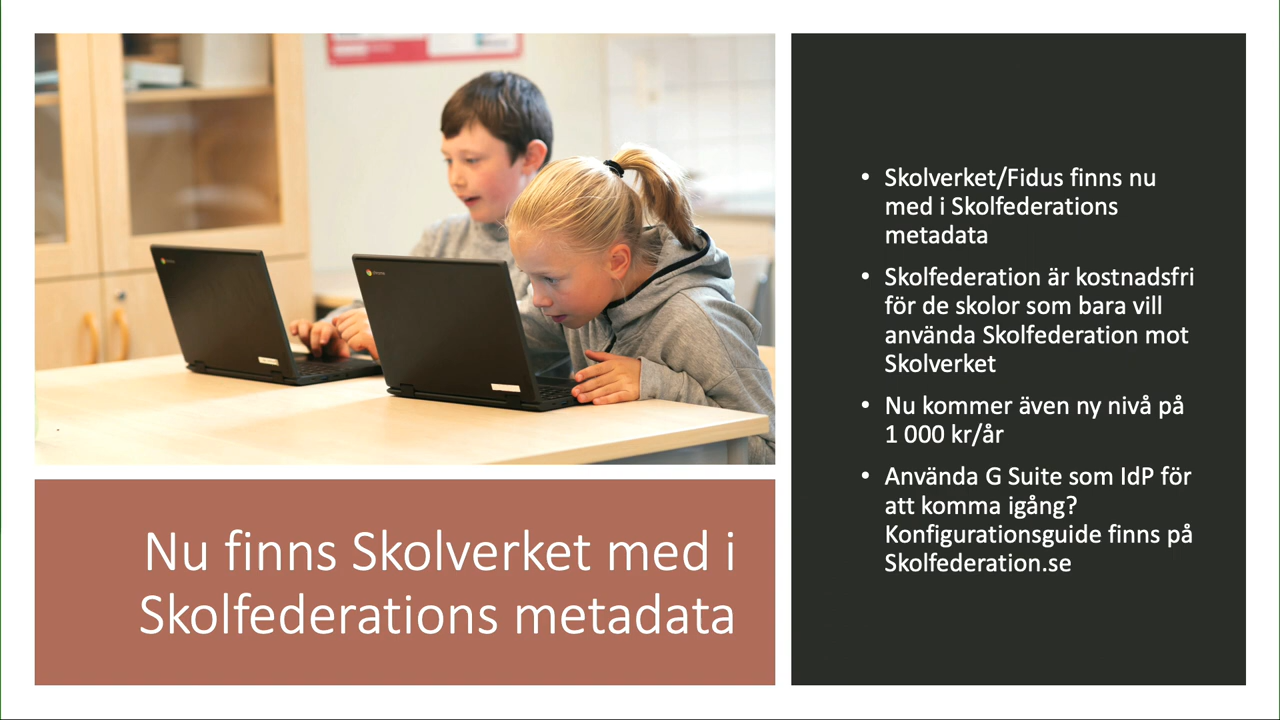 Nu finns Skolverket med i
Skolfederations metadata
• Skolverket/Fidus finns nu
med i Skolfederations
metadata
• Skolfederation är kostnadsfri
för de skolor som bara vill
använda Skolfederation mot
Skolverket
• Nu kommer även ny nivå på
1 000 kr/år
• Använda G Suite som IdP för
att komma igång?
Konfigurationsguide finns på
Skolfederation.se